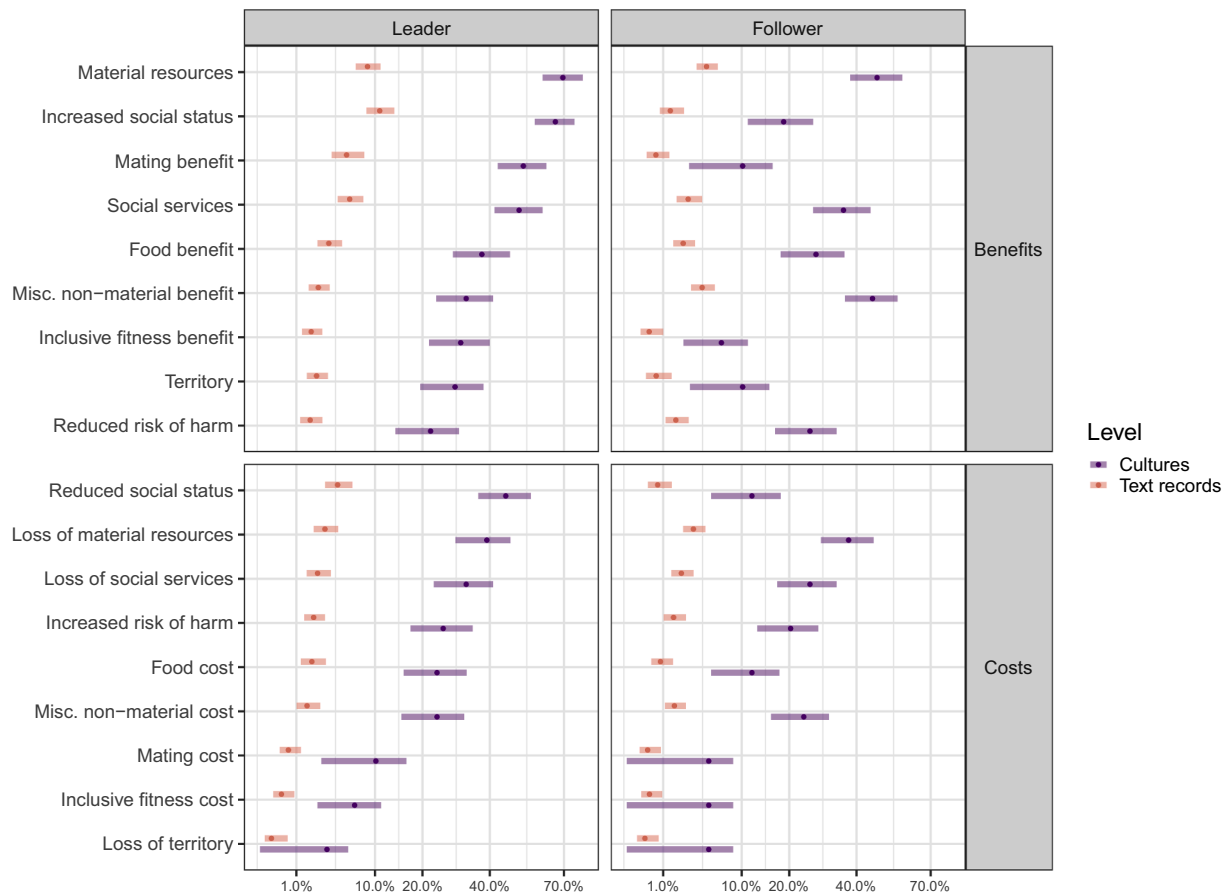 Leader
Follower
Material resources
Increased social status
Mating benefit
Social services
Food benefit
Misc. non−material benefit
Inclusive fitness benefit
Territory
Reduced risk of harm
Benefits
Reduced social status
Loss of material resources
Loss of social services
Increased risk of harm
Food cost
Misc. non−material cost
Mating cost
Inclusive fitness cost
Loss of territory
Costs
1.0% 10.0% 20.0% 40.0% 70.0%
1.0% 10.0% 20.0% 40.0% 70.0%
Level
Cultures
Text records